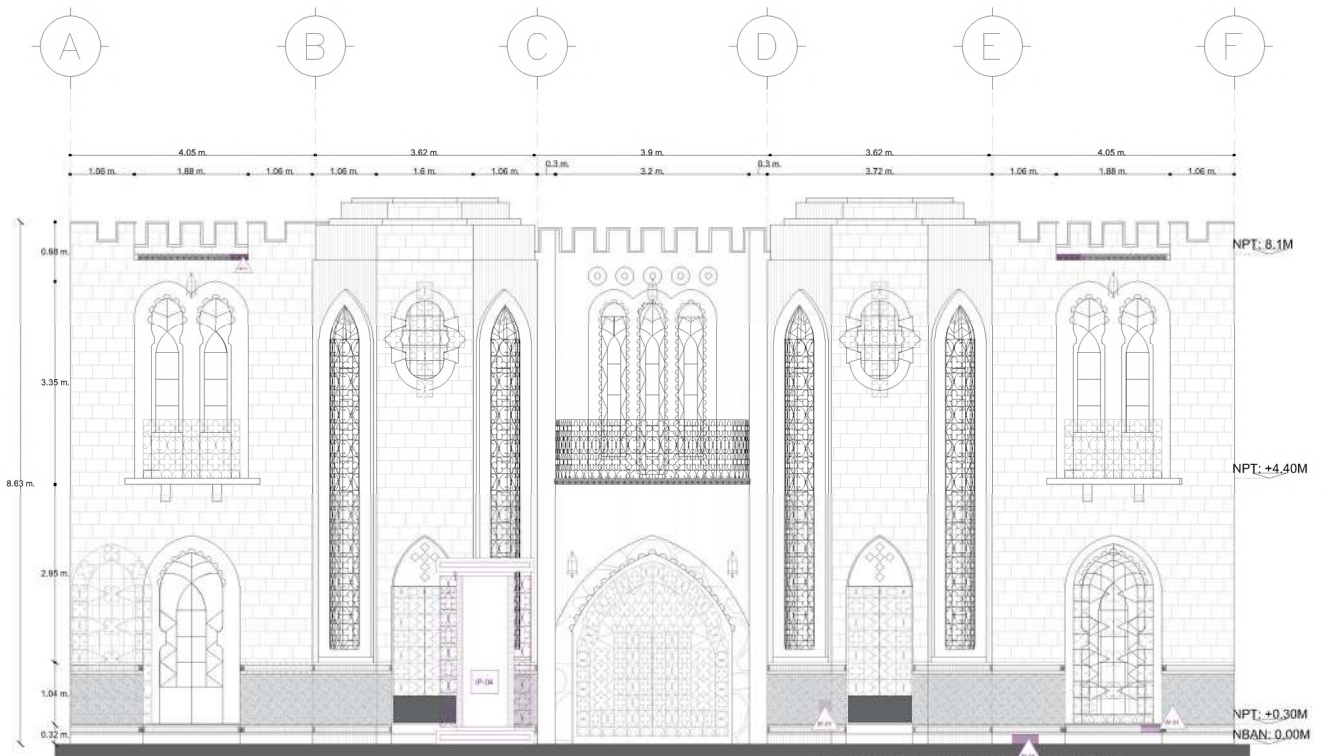 A B C D E F
4.05 m. 3.62 m. 3.9 m. 3.62 m. 4.05 m.
1.06 m. 1.88 m. 1.06 m. 1.06 m. 1.6 m. 1.06 m. 0.3 m. 3.2 m. 0.3 m. 3.72 m. 1.06 m. 1.88 m. 1.06 m.
NPT: 8.1M
0.98 m.
3.35 m.
NPT: +4.40M
8.63 m.
2.95 m.
IP-04
1.04 m.
NPT: +0.30M
0.32 m.
NBAN: 0.00M